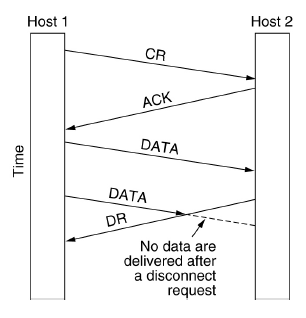 Host 1
Host 2
CR
ACK
DATA
DATA
DR
Time
No data are
delivered after
a disconnect
request